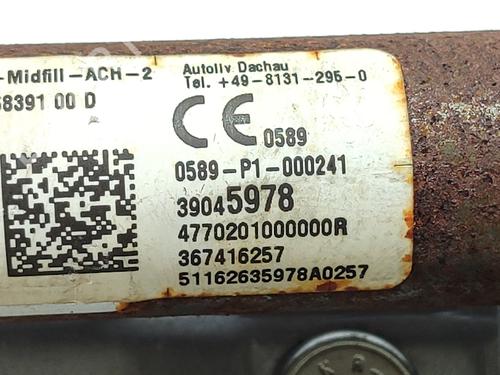 -Midfill-ACH-2
Autoliv Dachau
Tel. +49-8131-295-0
58391 00 D
CE 0589
0589-P1-000241
39045978
4770201000000R
367416257
51162635978A0257